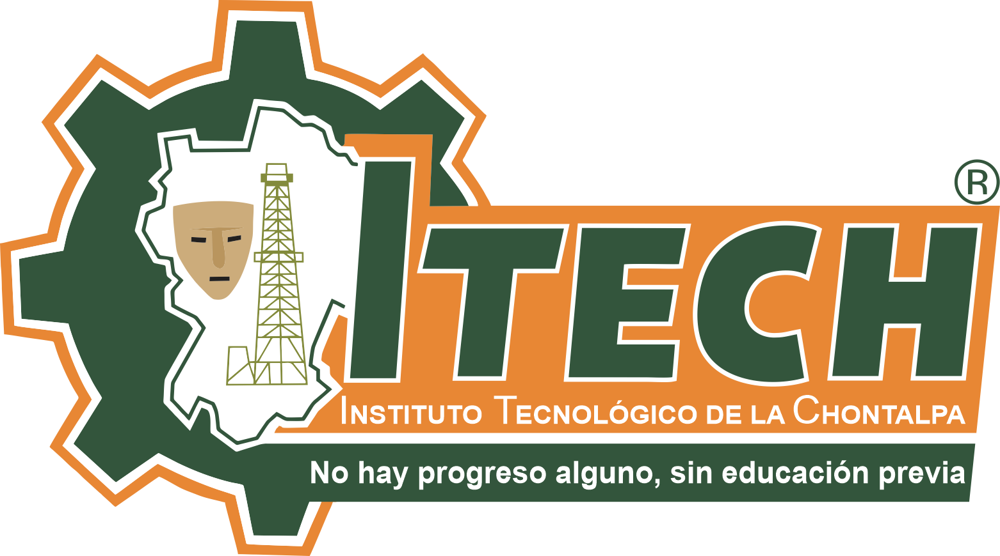 ®
ITECH
INSTITUTO TECNOLÓGICO DE LA CHONTALPA
No hay progreso alguno, sin educación previa